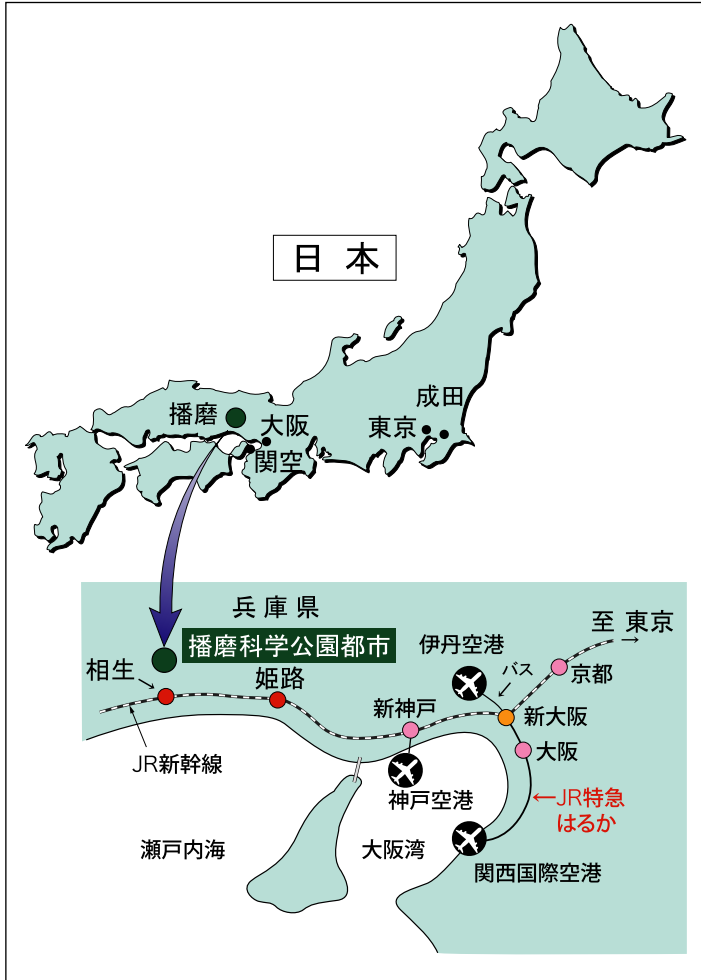 日 本
成田
東京
播磨
大阪
関空
兵 庫 県
播磨科学公園都市
至 東京
→
伊丹空港
バス
京都
相生
姫路
新神戸
新大阪
大阪
JR新幹線
神戸空港
←JR特急
はるか
瀬戸内海
大阪湾
関西国際空港